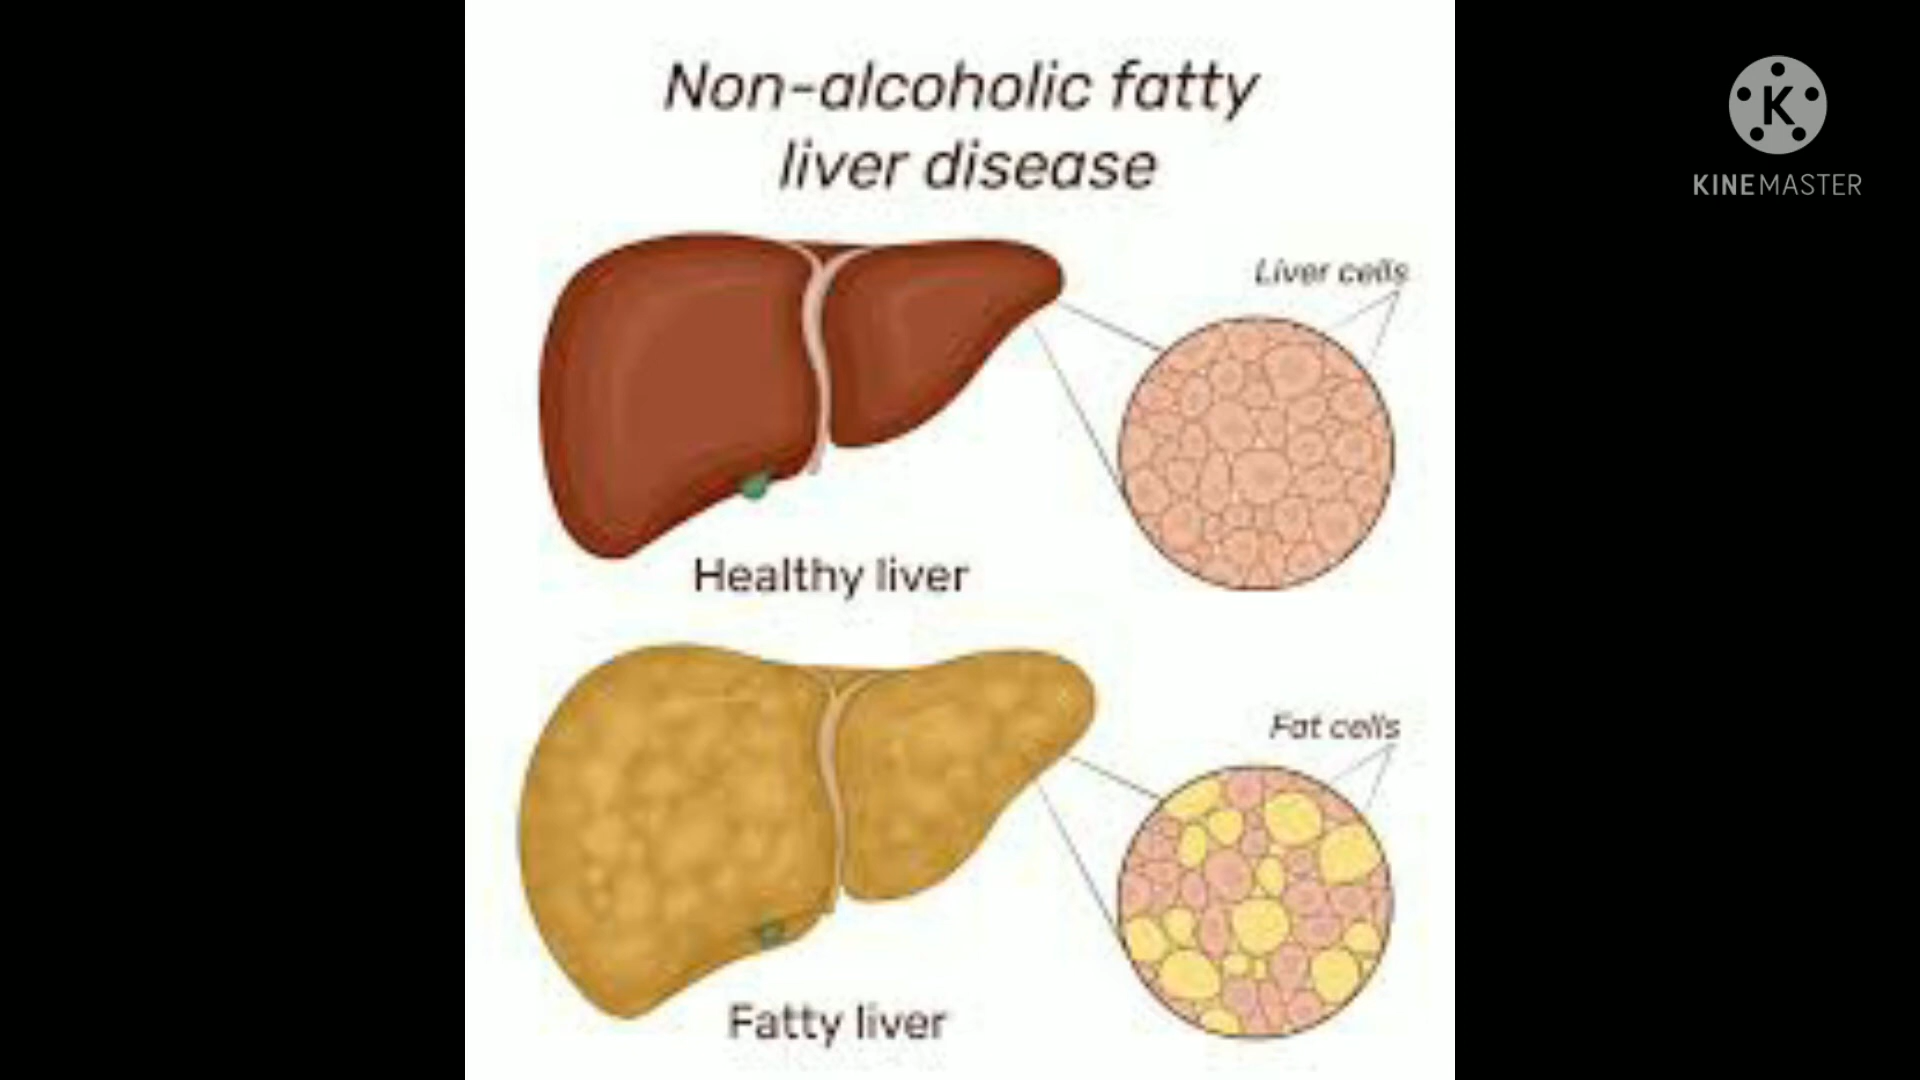 Non-alcoholic fatty
liver disease
Liver cells
Healthy liver
Fat cells
Fatty liver
K
KINEMASTER